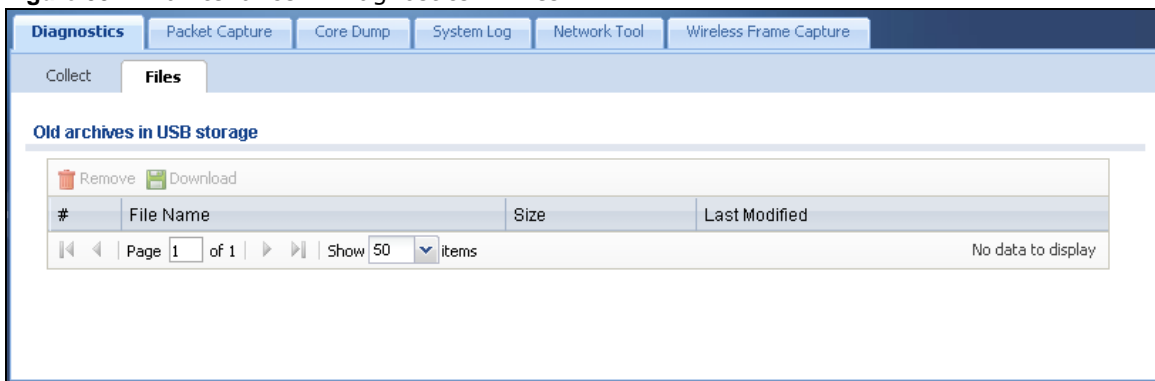 Diagnostics Packet Capture Core Dump System Log Network Tool Wireless Frame Capture
Collect Files
Old archives in USB storage
Remove Download
# File Name Size Last Modified
Page 1 of 1 Show 50 items No data to display